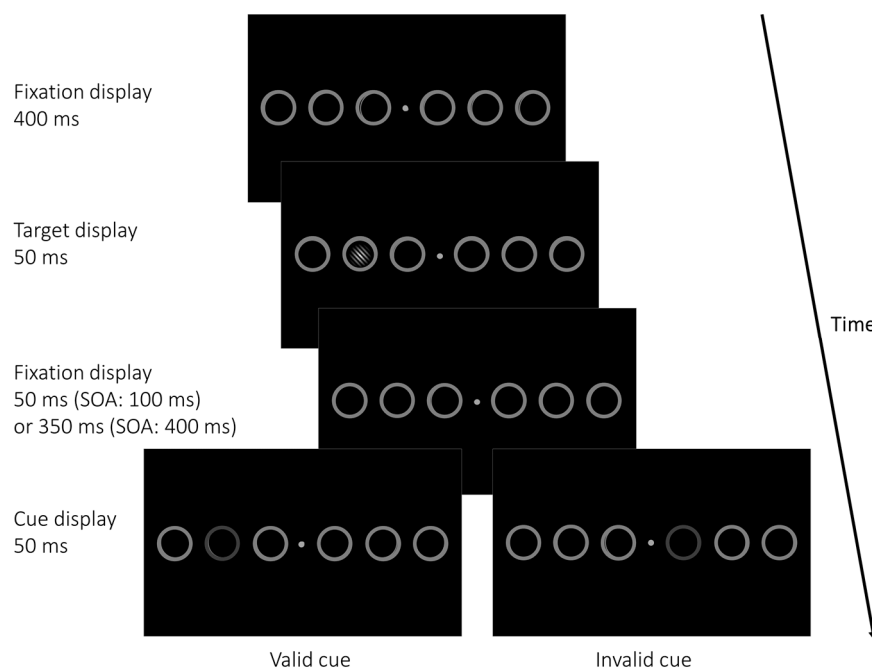 Fixation display
400 ms
Target display
50 ms
Time
Fixation display
50 ms (SOA: 100 ms)
or 350 ms (SOA: 400 ms)
Cue display
50 ms
Valid cue
Invalid cue